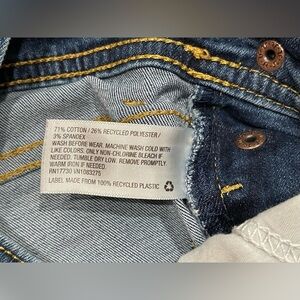 71% COTTON / 26% RECYCLED POLYESTER /
3% SPANDEX
WASH BEFORE WEAR. MACHINE WASH COLD WITH
LIKE COLORS. ONLY NON-CHLORINE BLEACH IF
NEEDED. TUMBLE DRY LOW. REMOVE PROMPTLY.
WARM IRON IF NEEDED.
RN17730 VN1083275
LABEL MADE FROM 100% RECYCLED PLASTIC